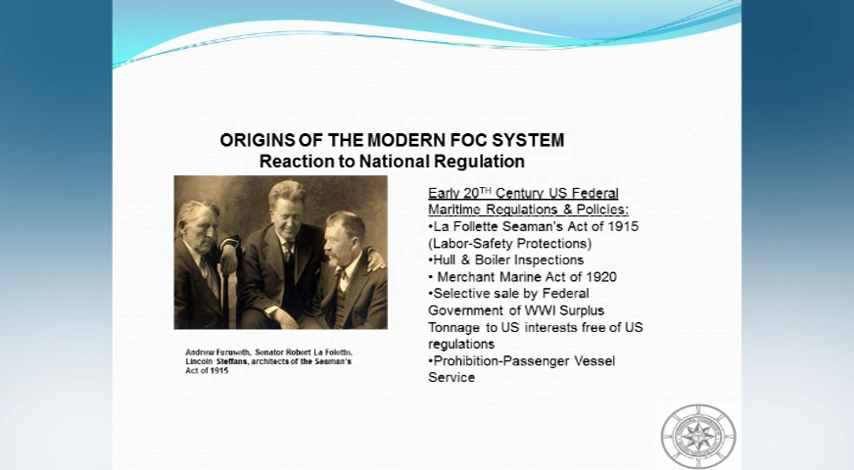 ORIGINS OF THE MODERN FOC SYSTEM
Reaction to National Regulation
Early 20TH Century US Federal
Maritime Regulations & Policies:
•La Follette Seaman's Act of 1915
(Labor-Safety Protections)
•Hull & Boiler Inspections
• Merchant Marine Act of 1920
•Selective sale by Federal
Government of WWI Surplus
Tonnage to US interests free of US
regulations
•Prohibition-Passenger Vessel
Service
Andrew Furuseth, Senator Robert La Follette,
Lincoln Steffans, architects of the Seaman's
Act of 1915